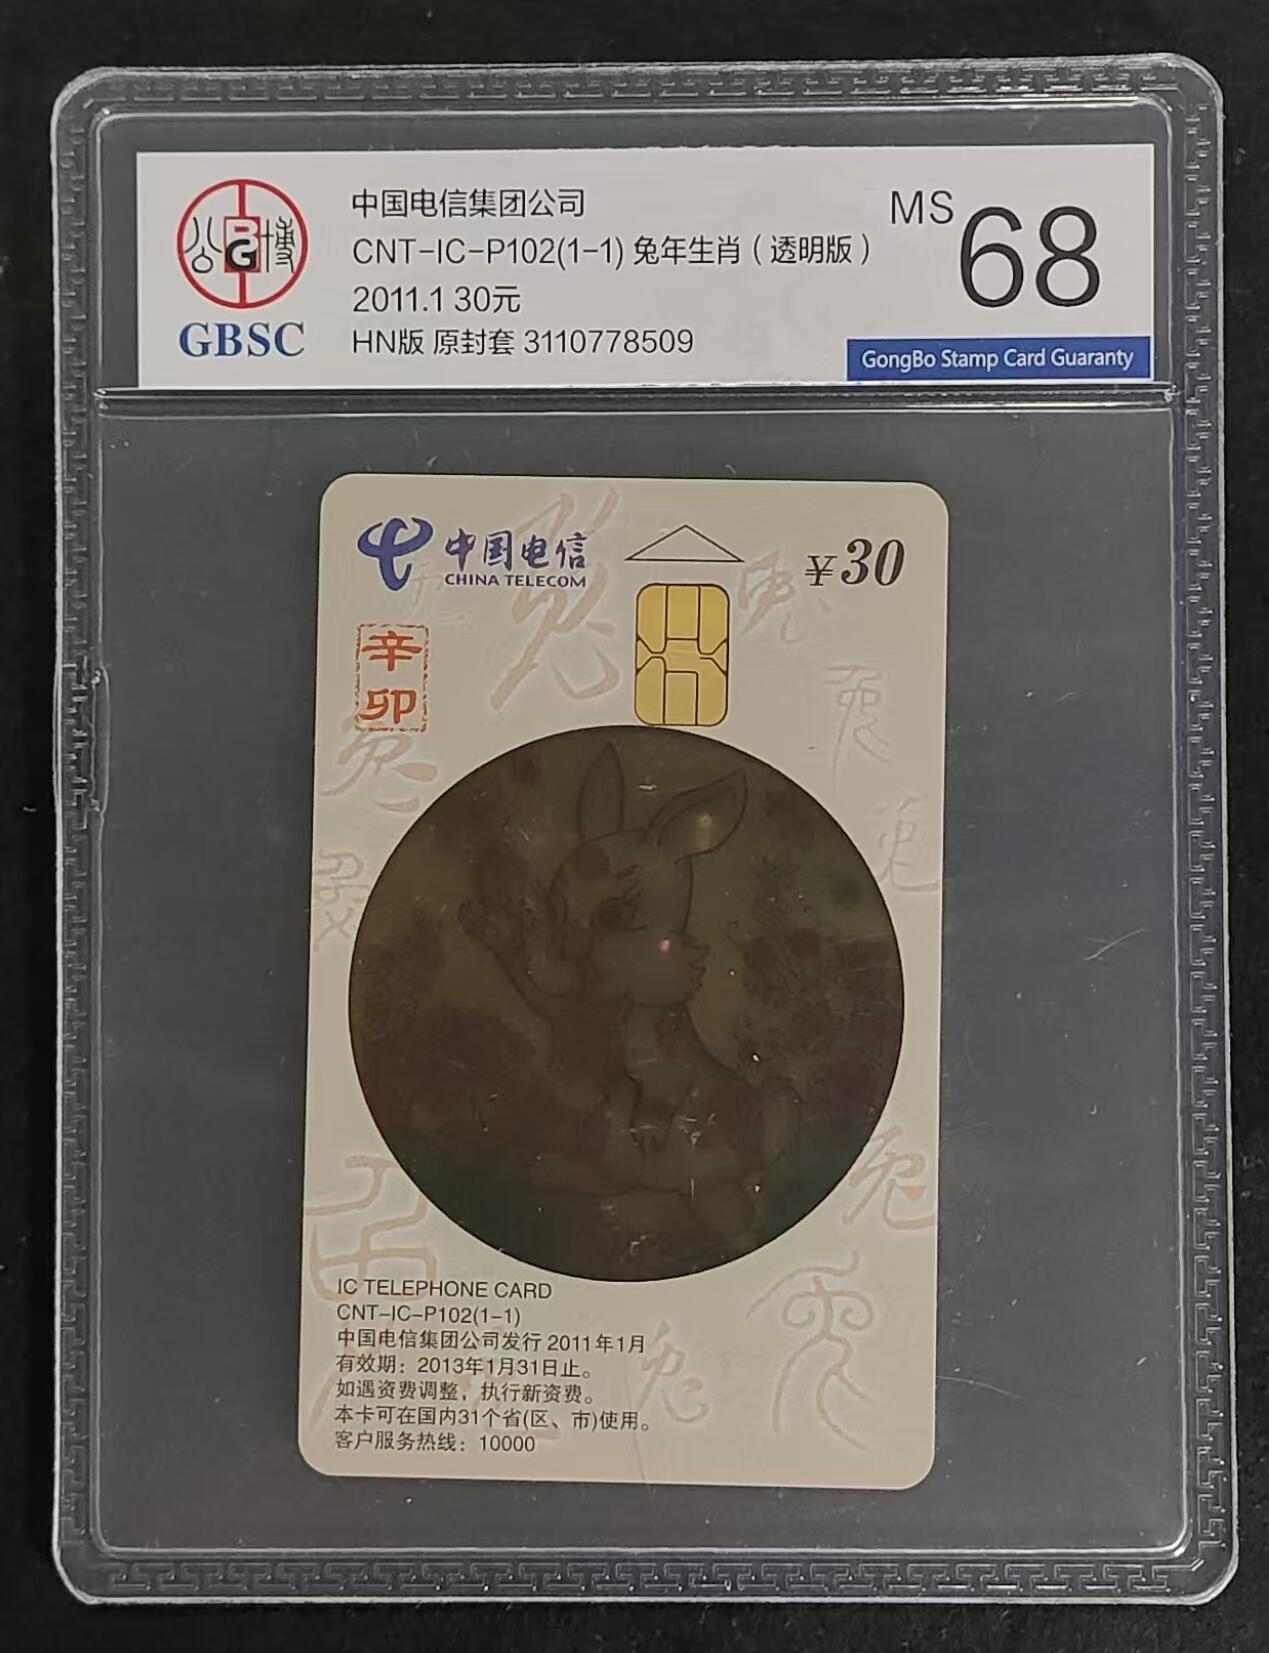 公博
BG
GBSC
中国电信集团公司
CNT-IC-P102(1-1) 兔年生肖（透明版）
2011.1 30元
HN版 原封套 3110778509
MS 68
GongBo Stamp Card Guaranty
中国电信
CHINA TELECOM
¥30
辛卯
兔
IC TELEPHONE CARD
CNT-IC-P102(1-1)
中国电信集团公司发行 2011年1月
有效期：2013年1月31日止。
如遇资费调整，执行新资费。
本卡可在国内31个省(区、市)使用。
客户服务热线：10000